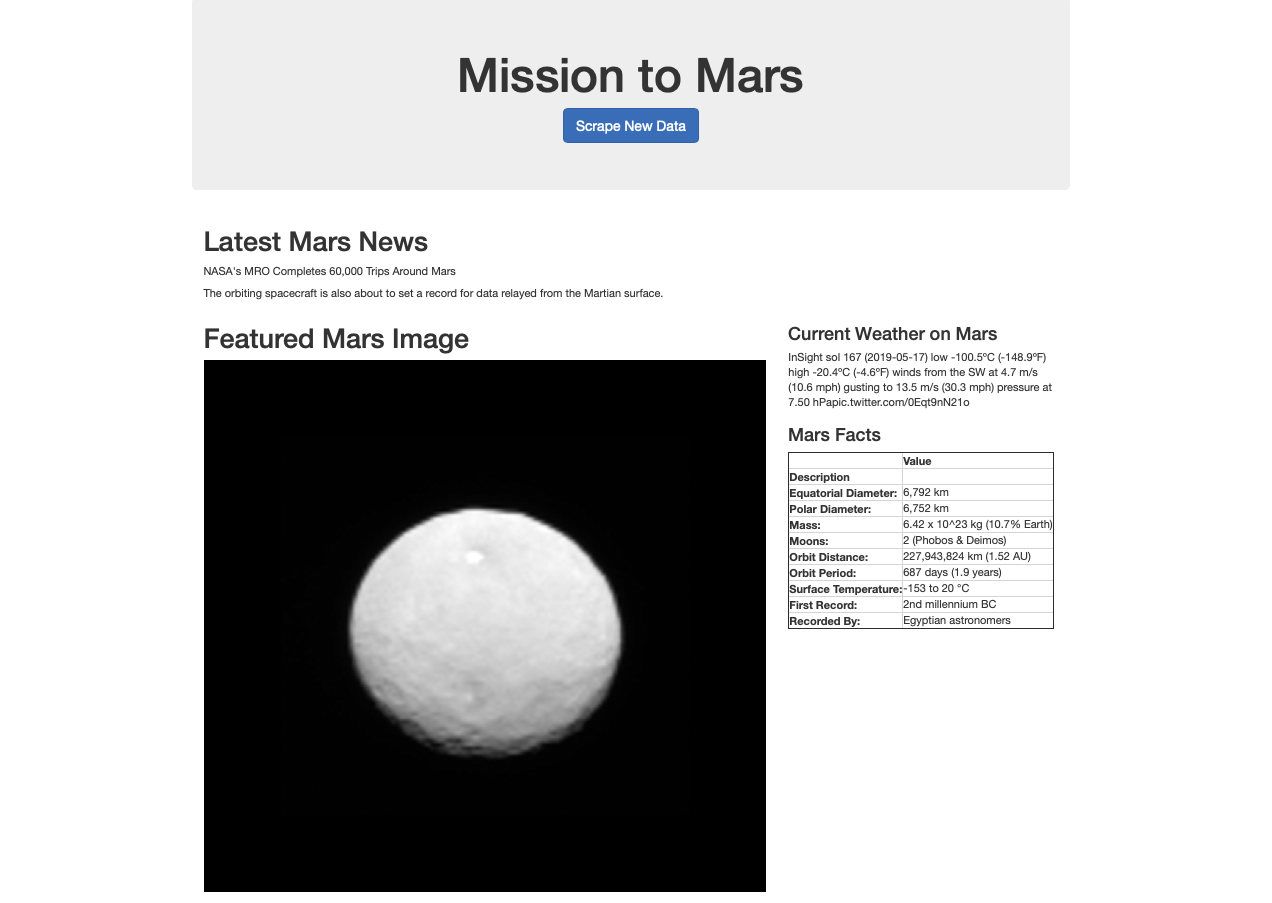 Mission to Mars
Scrape New Data
Latest Mars News
NASA's MRO Completes 60,000 Trips Around Mars
The orbiting spacecraft is also about to set a record for data relayed from the Martian surface.
Featured Mars Image
Current Weather on Mars
InSight sol 167 (2019-05-17) low -100.5ºC (-148.9ºF)
high -20.4ºC (-4.6ºF) winds from the SW at 4.7 m/s
(10.6 mph) gusting to 13.5 m/s (30.3 mph) pressure at
7.50 hPapic.twitter.com/0Eqt9nN21o
Mars Facts
Value
Description
Equatorial Diameter: 6,792 km
Polar Diameter: 6,752 km
Mass: 6.42 x 10^23 kg (10.7% Earth)
Moons: 2 (Phobos & Deimos)
Orbit Distance: 227,943,824 km (1.52 AU)
Orbit Period: 687 days (1.9 years)
Surface Temperature: -153 to 20 °C
First Record: 2nd millennium BC
Recorded By: Egyptian astronomers